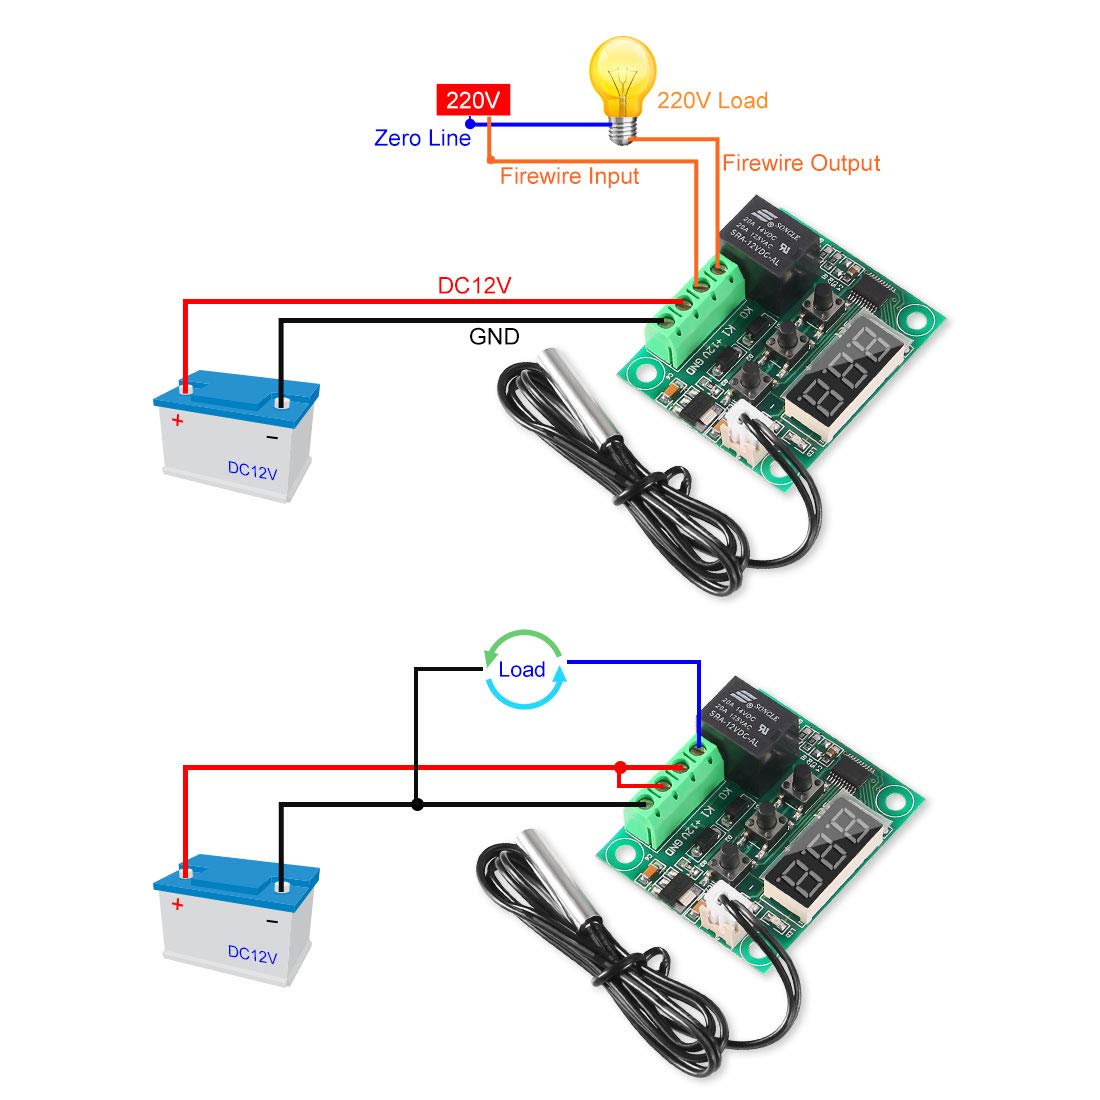 220V
220V Load
Zero Line
Firewire Input
Firewire Output
SONGLE
20A 14VDC
20A 125VAC
SRA-12VDC-AL
DC12V
GND
K0
K1
+12V
GND
+
-
DC12V
Load
SONGLE
20A 14VDC
20A 125VAC
SRA-12VDC-AL
K0
K1
+12V
GND
+
-
DC12V